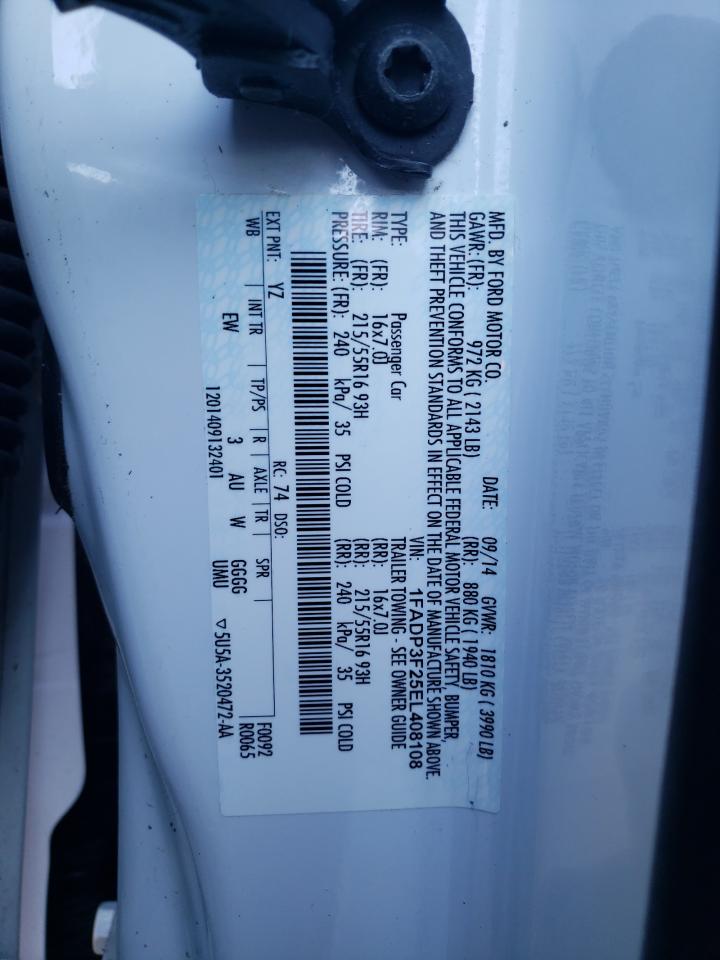 MFD. BY FORD MOTOR CO.
DATE: 09/14 GVWR: 1810 KG ( 3990 LB)
GAWR: (FR): 972 KG ( 2143 LB) (RR): 880 KG ( 1940 LB)
THIS VEHICLE CONFORMS TO ALL APPLICABLE FEDERAL MOTOR VEHICLE SAFETY, BUMPER,
AND THEFT PREVENTION STANDARDS IN EFFECT ON THE DATE OF MANUFACTURE SHOWN ABOVE.
VIN: 1FADP3F25EL408108
TYPE: Passenger Car TRAILER TOWING - SEE OWNER GUIDE
RIM: (FR): 16x7.0J (RR): 16x7.0J
TIRE: (FR): 215/55R16 93H (RR): 215/55R16 93H
PRESSURE: (FR): 240 kPa/ 35 PSI COLD (RR): 240 kPa/ 35 PSI COLD
EXT PNT: YZ RC: 74 DSO: F0092
WB | INT TR | TP/PS | R | AXLE | TR | SPR R0065
EW 3 AU W GGGG ▽5U5A-3520472-AA
1201409132401 UMU